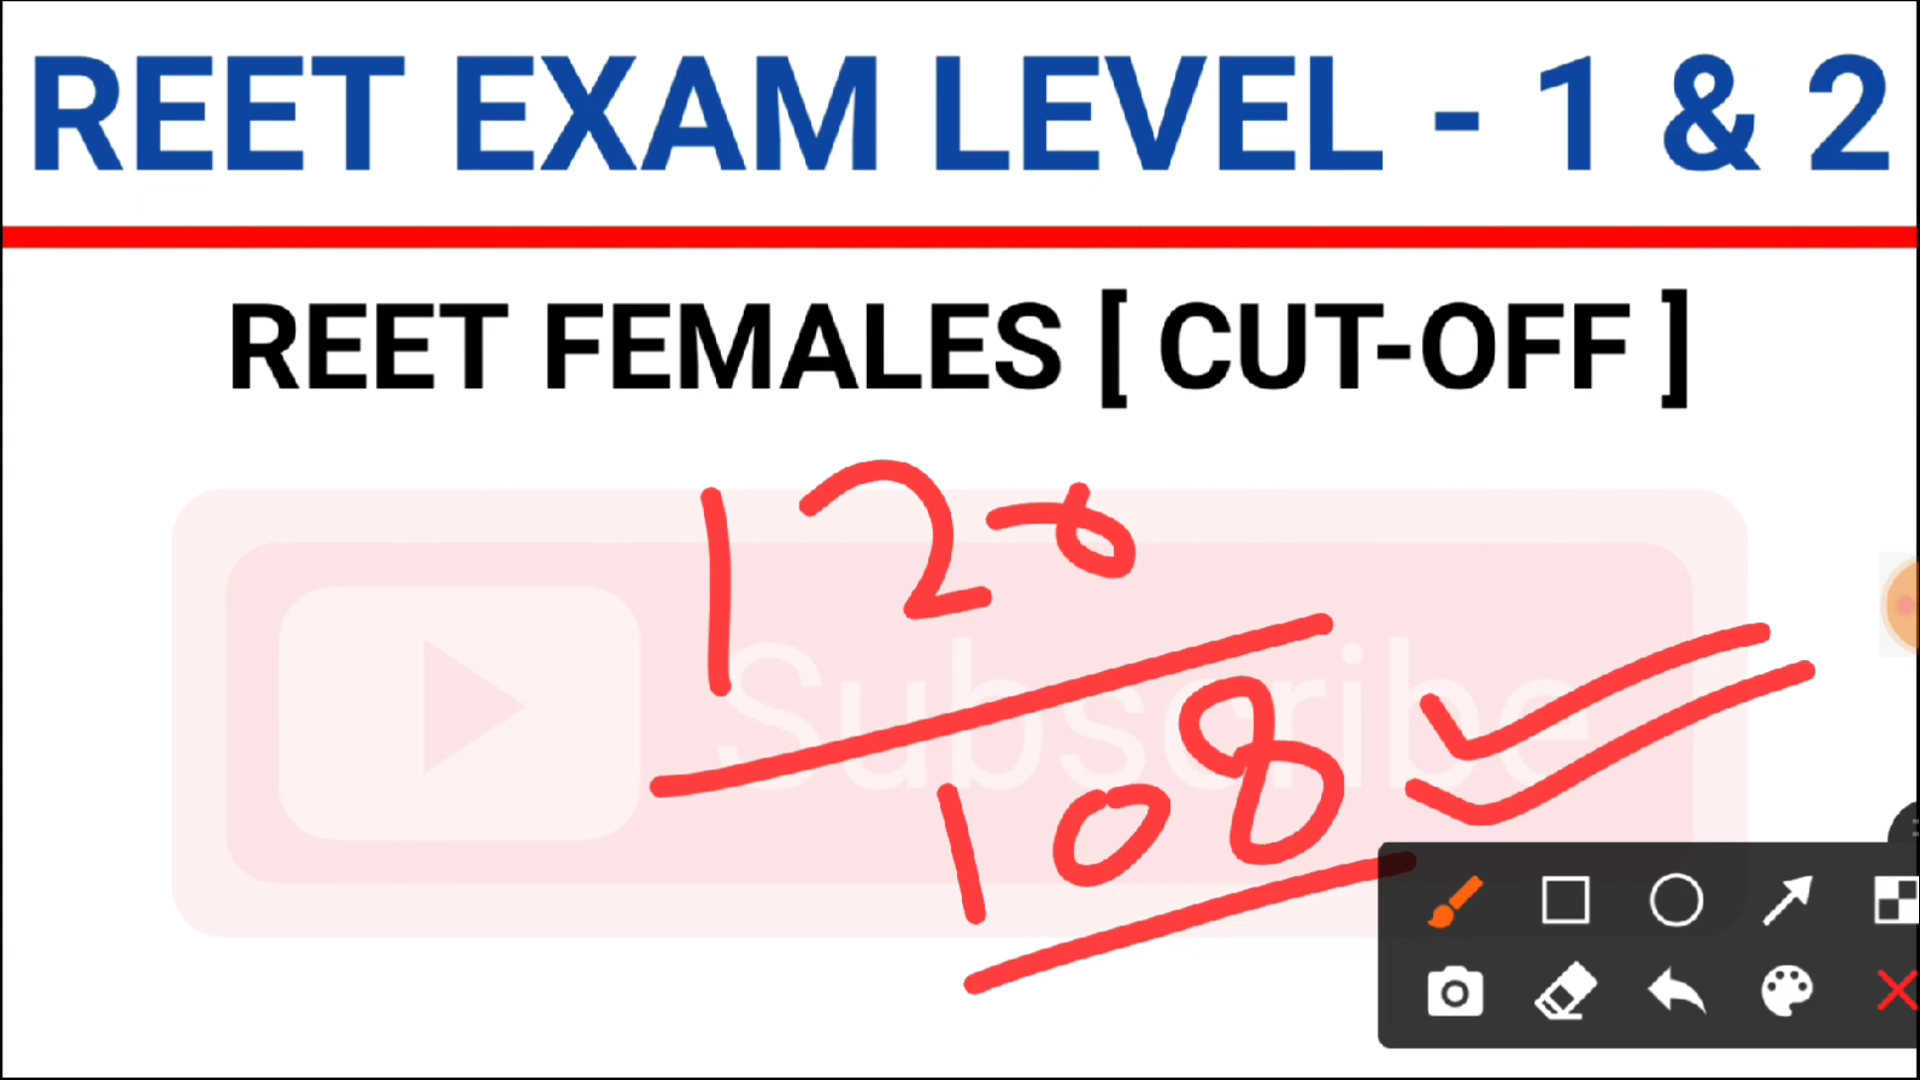 REET EXAM LEVEL - 1 & 2
REET FEMALES [ CUT-OFF ]
120
Subscribe
108